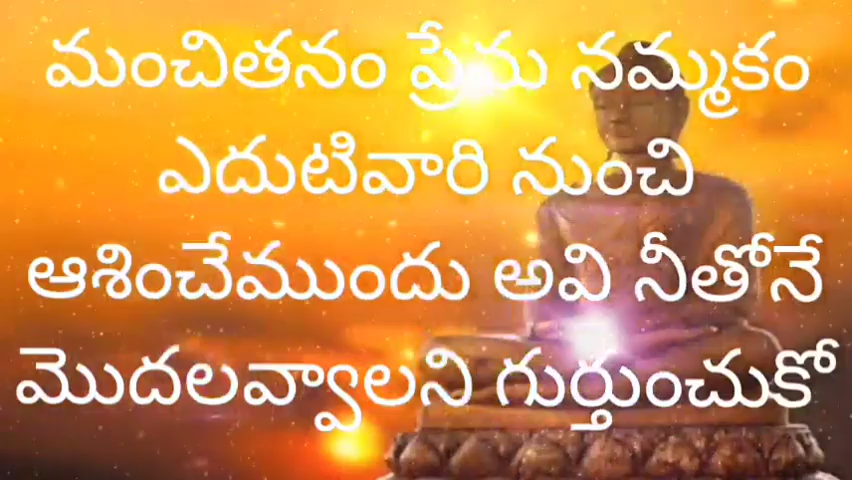 మంచితనం ప్రేమ నమ్మకం
ఎదుటివారి నుంచి
ఆశించేముందు అవి నీతోనే
మొదలవ్వాలని గుర్తుంచుకో